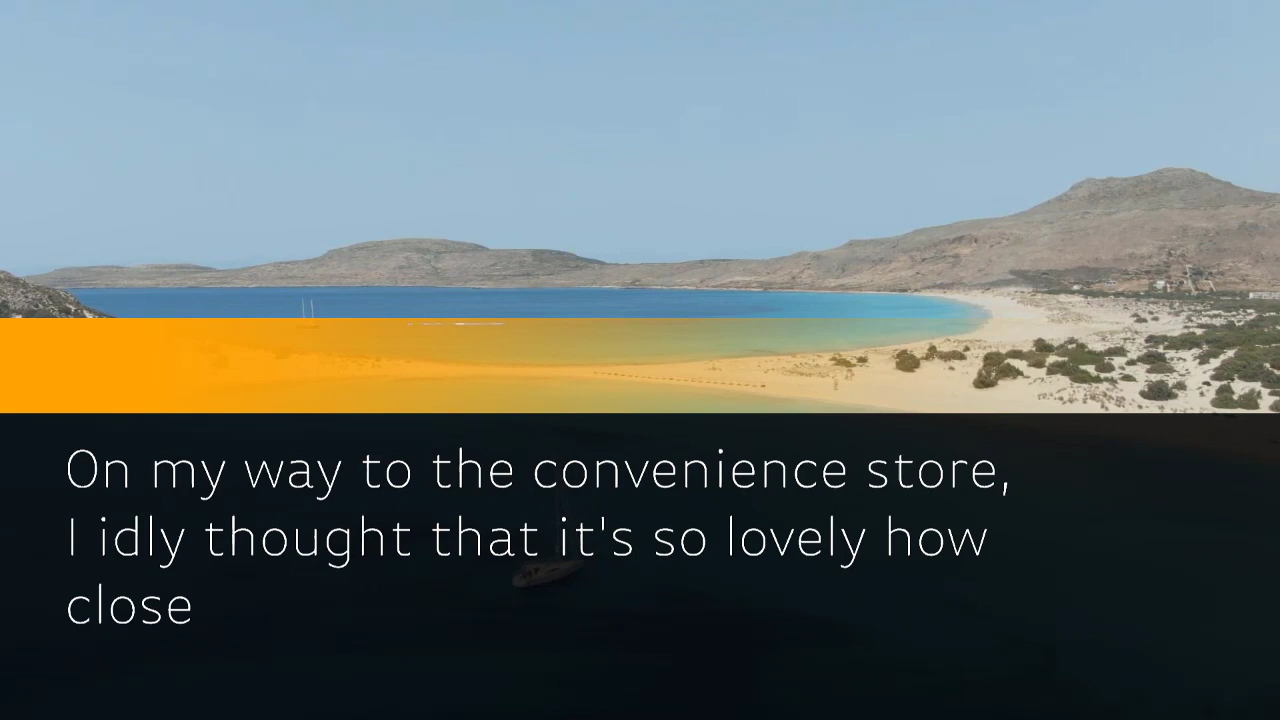 On my way to the convenience store,
I idly thought that it's so lovely how
close